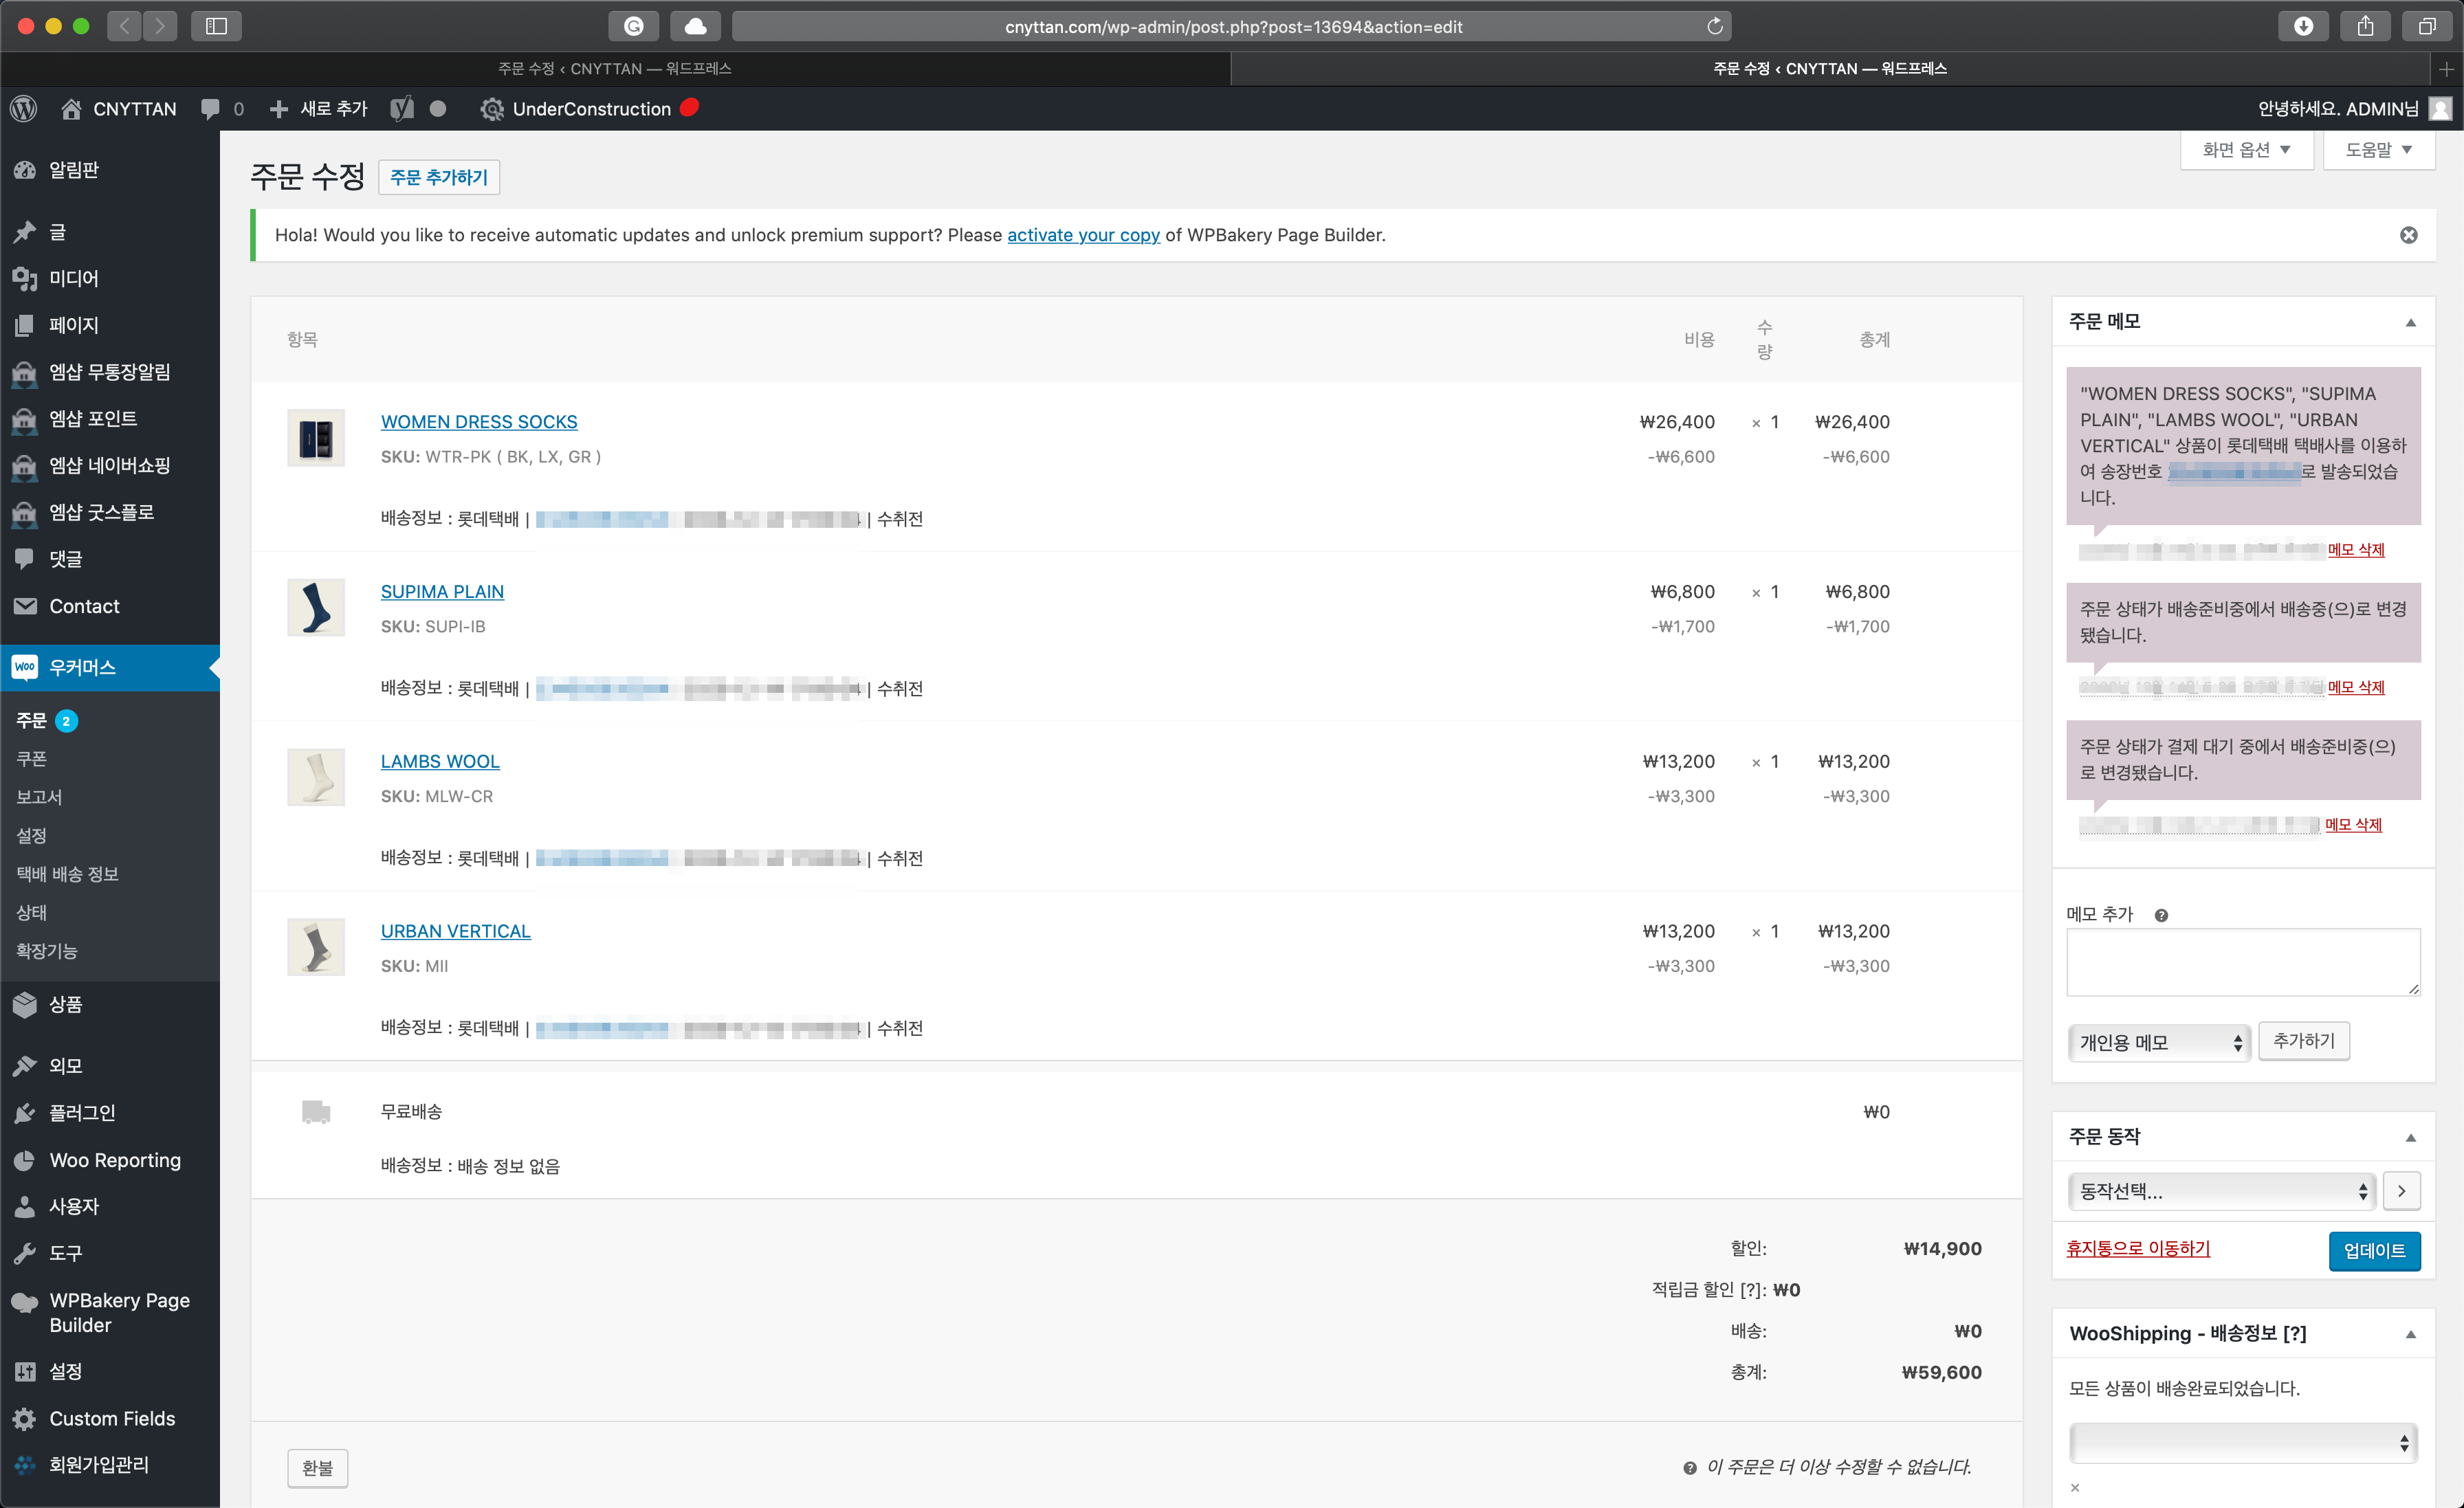 cnyttan.com/wp-admin/post.php?post=13694&action=edit
주문 수정 ‹ CNYTTAN — 워드프레스
주문 수정 ‹ CNYTTAN — 워드프레스
CNYTTAN 0 새로 추가 UnderConstruction
안녕하세요. ADMIN님
알림판
글
미디어
페이지
엠샵 무통장알림
엠샵 포인트
엠샵 네이버쇼핑
엠샵 굿스플로
댓글
Contact
Woo 우커머스
주문 2
쿠폰
보고서
설정
택배 배송 정보
상태
확장기능
상품
외모
플러그인
Woo Reporting
사용자
도구
WPBakery Page
Builder
설정
Custom Fields
회원가입관리
화면 옵션 ▼
도움말 ▼
주문 수정 주문 추가하기
Hola! Would you like to receive automatic updates and unlock premium support? Please activate your copy of WPBakery Page Builder.
항목 비용 수량 총계
WOMEN DRESS SOCKS ₩26,400 × 1 ₩26,400
SKU: WTR-PK ( BK, LX, GR ) -₩6,600 -₩6,600
배송정보 : 롯데택배 | | 수취전
SUPIMA PLAIN ₩6,800 × 1 ₩6,800
SKU: SUPI-IB -₩1,700 -₩1,700
배송정보 : 롯데택배 | | 수취전
LAMBS WOOL ₩13,200 × 1 ₩13,200
SKU: MLW-CR -₩3,300 -₩3,300
배송정보 : 롯데택배 | | 수취전
URBAN VERTICAL ₩13,200 × 1 ₩13,200
SKU: MII -₩3,300 -₩3,300
배송정보 : 롯데택배 | | 수취전
무료배송 ₩0
배송정보 : 배송 정보 없음
할인: ₩14,900
적립금 할인 [?]: ₩0
배송: ₩0
총계: ₩59,600
환불
이 주문은 더 이상 수정할 수 없습니다.
주문 메모
"WOMEN DRESS SOCKS", "SUPIMA
PLAIN", "LAMBS WOOL", "URBAN
VERTICAL" 상품이 롯데택배 택배사를 이용하
여 송장번호 로 발송되었습
니다.
메모 삭제
주문 상태가 배송준비중에서 배송중(으)로 변경
됐습니다.
메모 삭제
주문 상태가 결제 대기 중에서 배송준비중(으)
로 변경됐습니다.
메모 삭제
메모 추가
개인용 메모 추가하기
주문 동작
동작선택...
휴지통으로 이동하기 업데이트
WooShipping - 배송정보 [?]
모든 상품이 배송완료되었습니다.
×